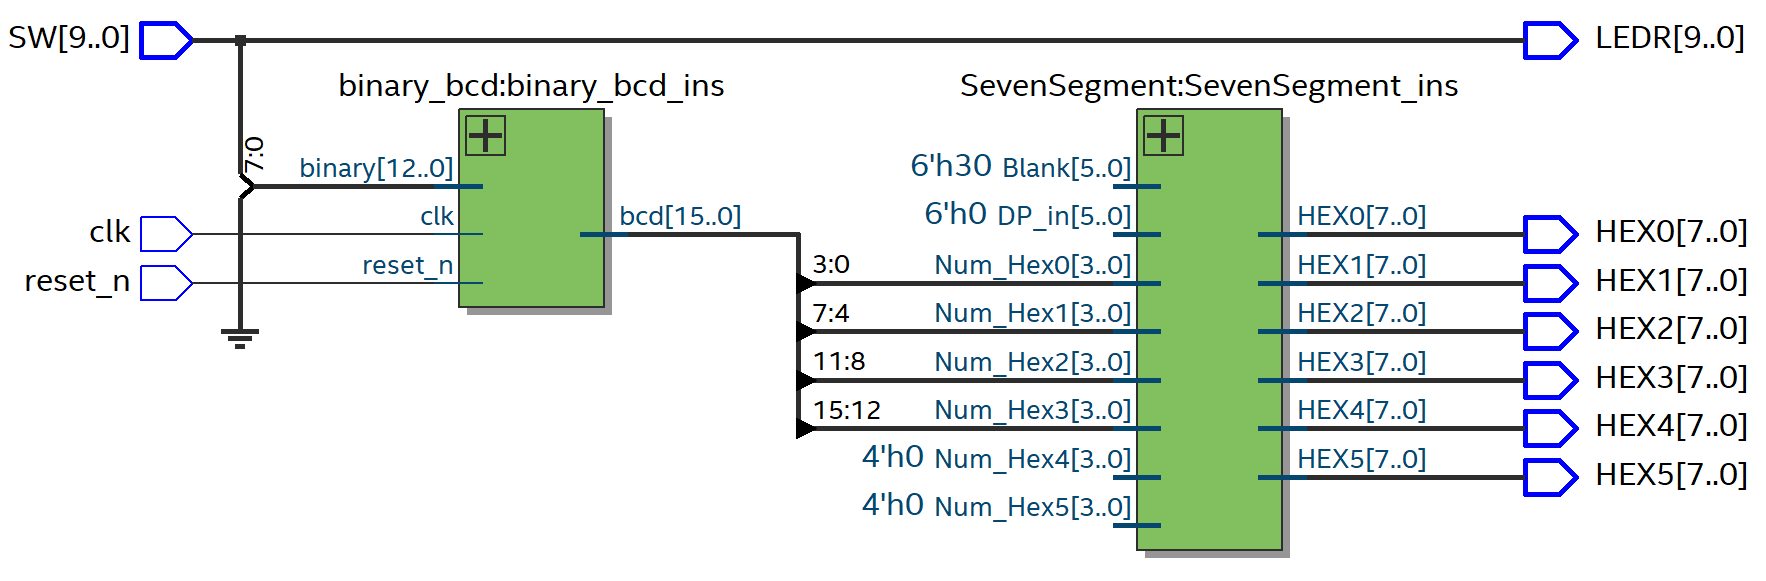 SW[9..0]
LEDR[9..0]
binary_bcd:binary_bcd_ins
SevenSegment:SevenSegment_ins
7:0
binary[12..0]
6'h30 Blank[5..0]
clk
clk
bcd[15..0]
6'h0 DP_in[5..0]
HEX0[7..0]
HEX0[7..0]
reset_n
reset_n
3:0
Num_Hex0[3..0]
HEX1[7..0]
HEX1[7..0]
7:4
Num_Hex1[3..0]
HEX2[7..0]
HEX2[7..0]
11:8
Num_Hex2[3..0]
HEX3[7..0]
HEX3[7..0]
15:12
Num_Hex3[3..0]
HEX4[7..0]
HEX4[7..0]
4'h0 Num_Hex4[3..0]
HEX5[7..0]
HEX5[7..0]
4'h0 Num_Hex5[3..0]